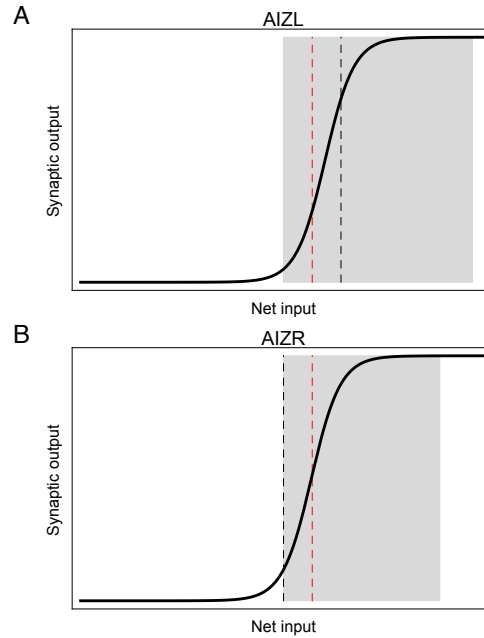 A
AIZL
Synaptic output
Net input
B
AIZR
Synaptic output
Net input